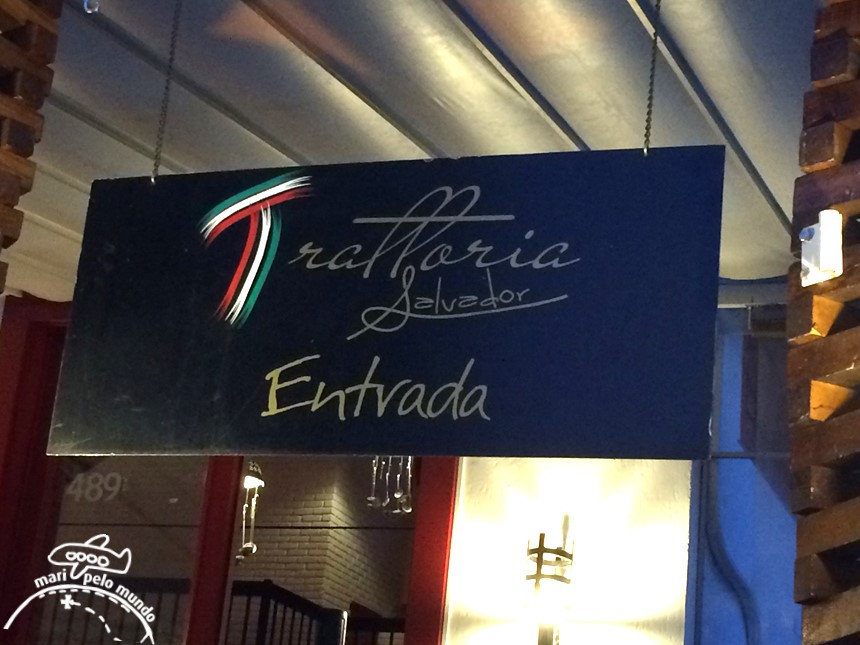 Trattoria
Salvador
Entrada
489
mari pelo mundo